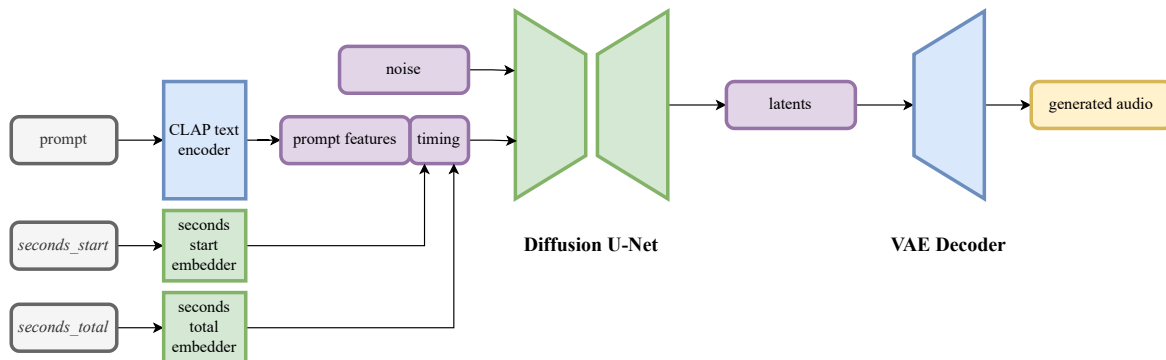 noise
latents
generated audio
prompt
CLAP text
encoder
prompt features
timing
seconds_start
seconds
start
embedder
Diffusion U-Net
VAE Decoder
seconds_total
seconds
total
embedder